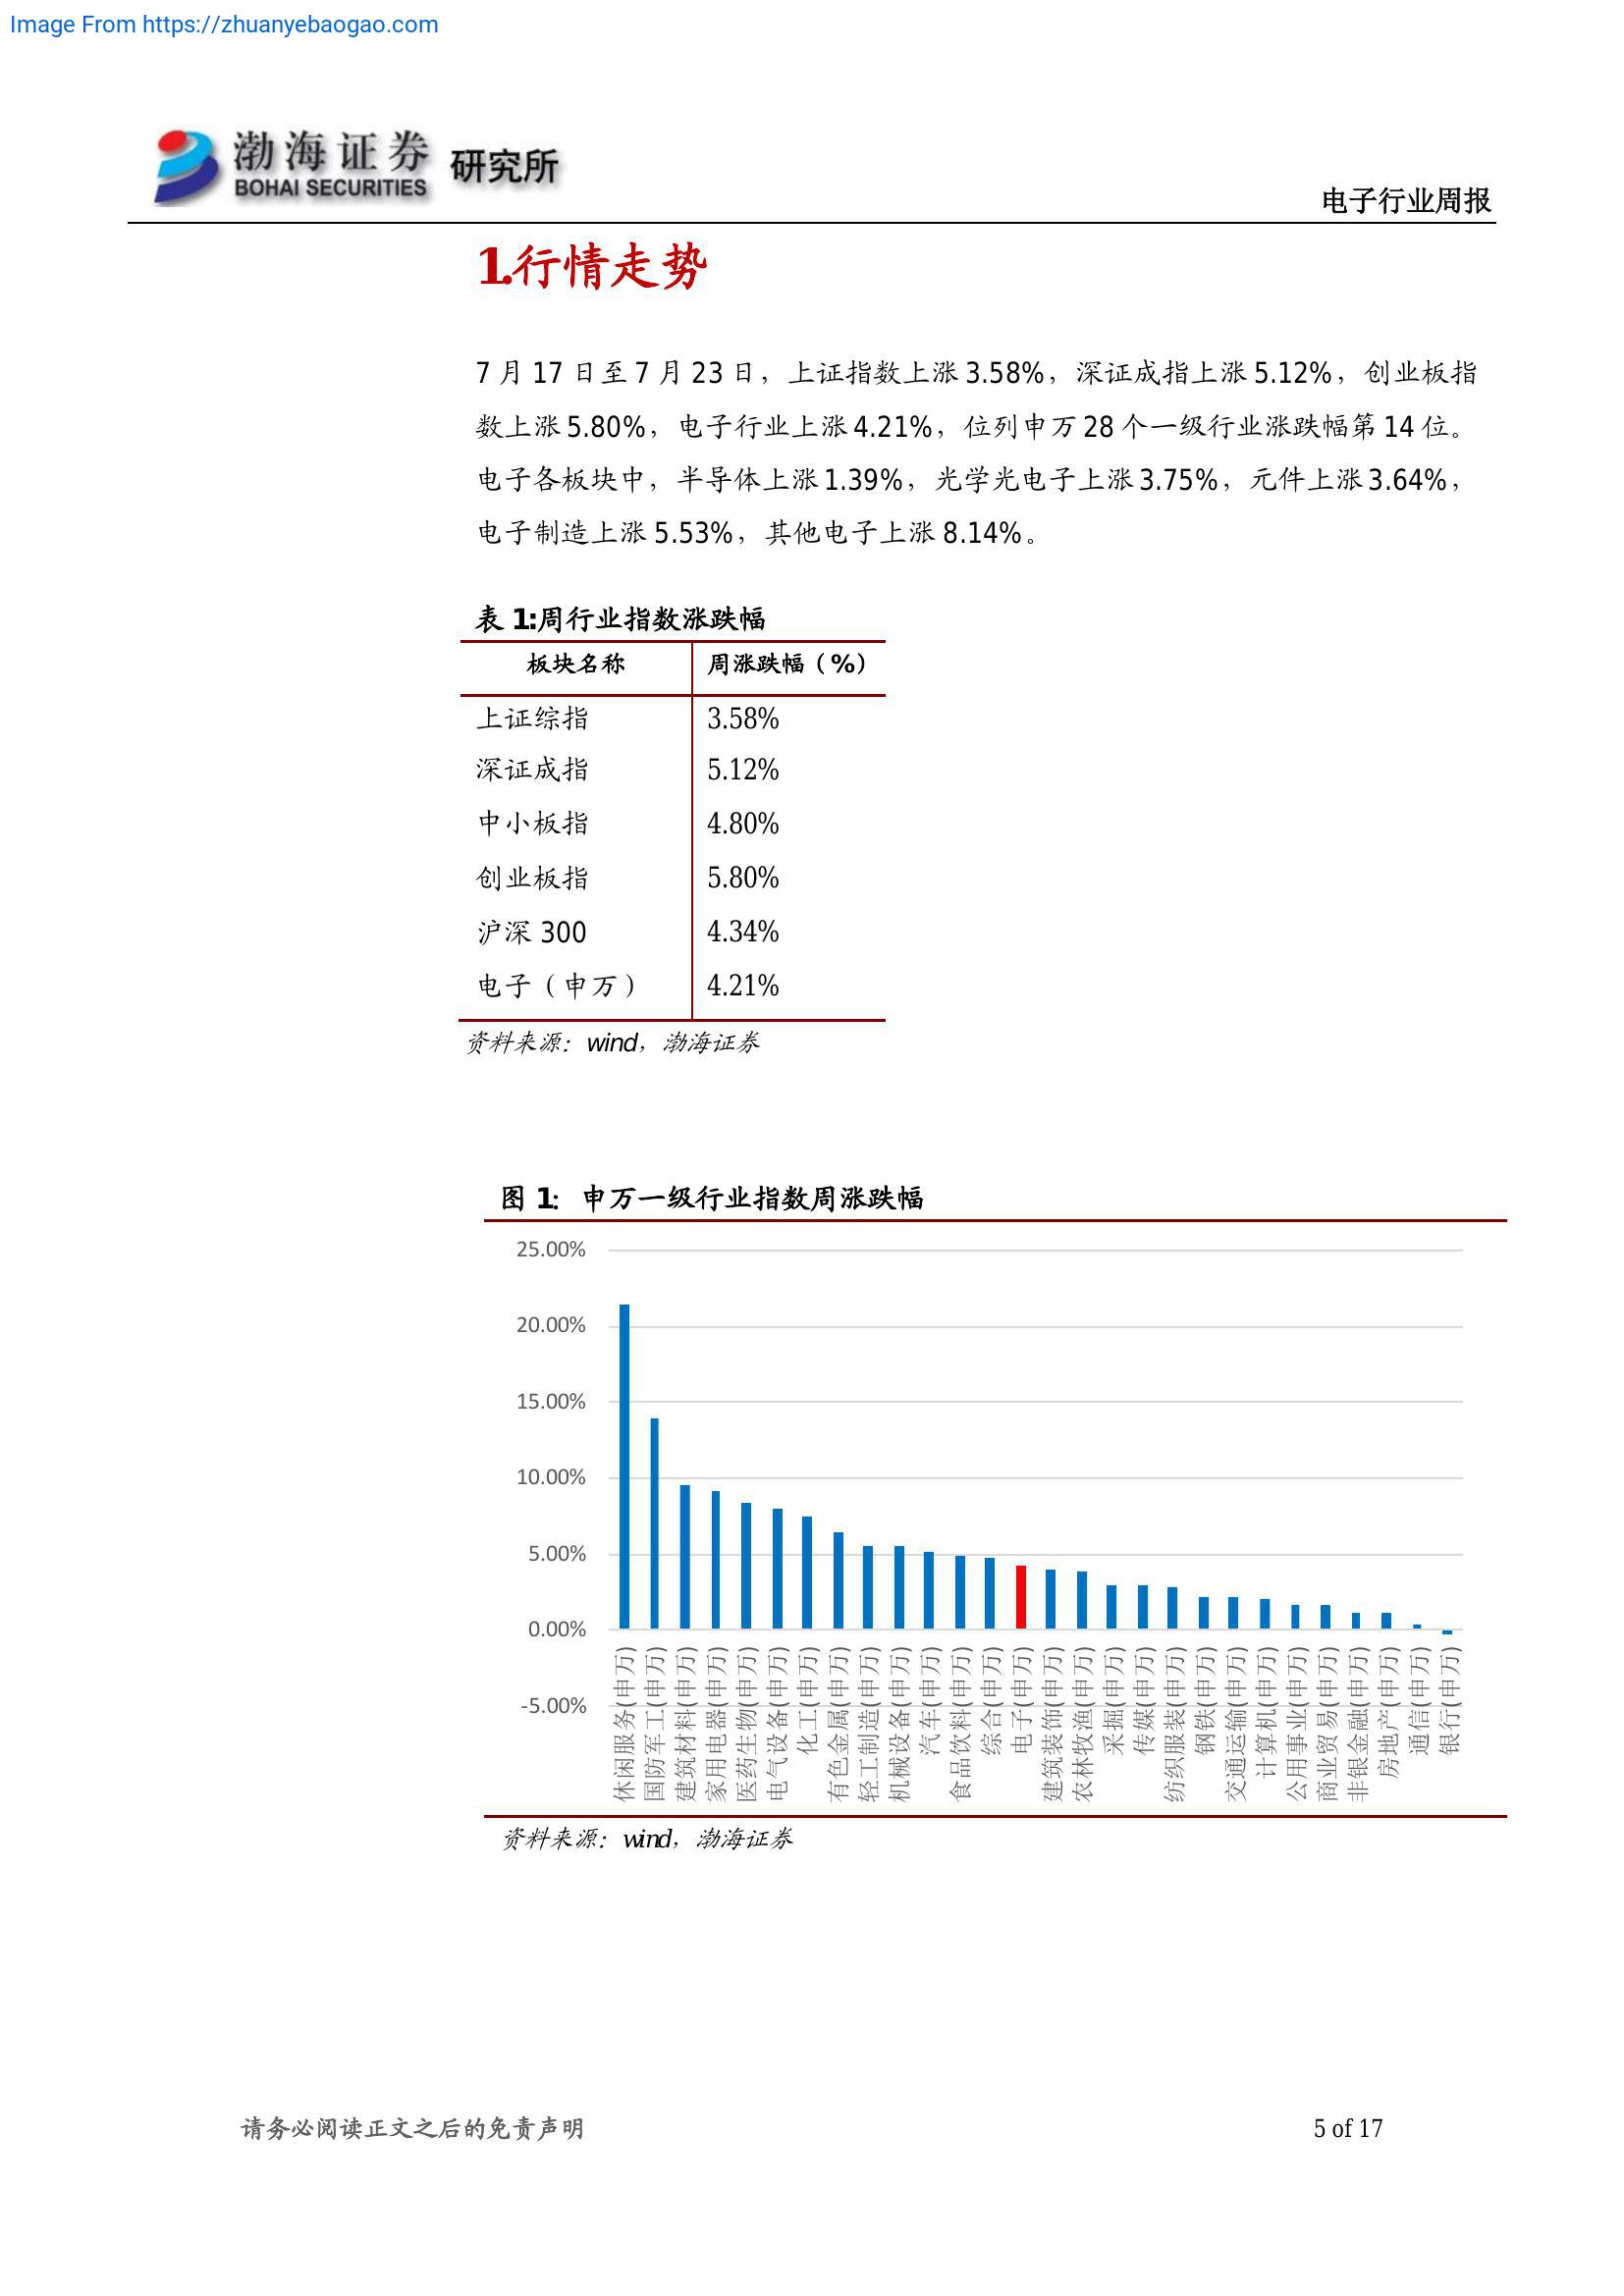 Image From https://zhuanyebaogao.com
渤海证券 研究所
BOHAI SECURITIES
电子行业周报
1.行情走势
7 月 17 日至 7 月 23 日，上证指数上涨 3.58%，深证成指上涨 5.12%，创业板指
数上涨 5.80%，电子行业上涨 4.21%，位列申万 28 个一级行业涨跌幅第 14 位。
电子各板块中，半导体上涨 1.39%，光学光电子上涨 3.75%，元件上涨 3.64%，
电子制造上涨 5.53%，其他电子上涨 8.14%。
表 1:周行业指数涨跌幅
板块名称 周涨跌幅（%）
上证综指 3.58%
深证成指 5.12%
中小板指 4.80%
创业板指 5.80%
沪深 300 4.34%
电子（申万） 4.21%
资料来源：wind，渤海证券
图 1：申万一级行业指数周涨跌幅
25.00%
20.00%
15.00%
10.00%
5.00%
0.00%
-5.00%
休闲服务(申万)
国防军工(申万)
建筑材料(申万)
家用电器(申万)
医药生物(申万)
电气设备(申万)
化工(申万)
有色金属(申万)
轻工制造(申万)
机械设备(申万)
汽车(申万)
食品饮料(申万)
综合(申万)
电子(申万)
建筑装饰(申万)
农林牧渔(申万)
采掘(申万)
传媒(申万)
纺织服装(申万)
钢铁(申万)
交通运输(申万)
计算机(申万)
公用事业(申万)
商业贸易(申万)
非银金融(申万)
房地产(申万)
通信(申万)
银行(申万)
资料来源：wind，渤海证券
请务必阅读正文之后的免责声明 5 of 17